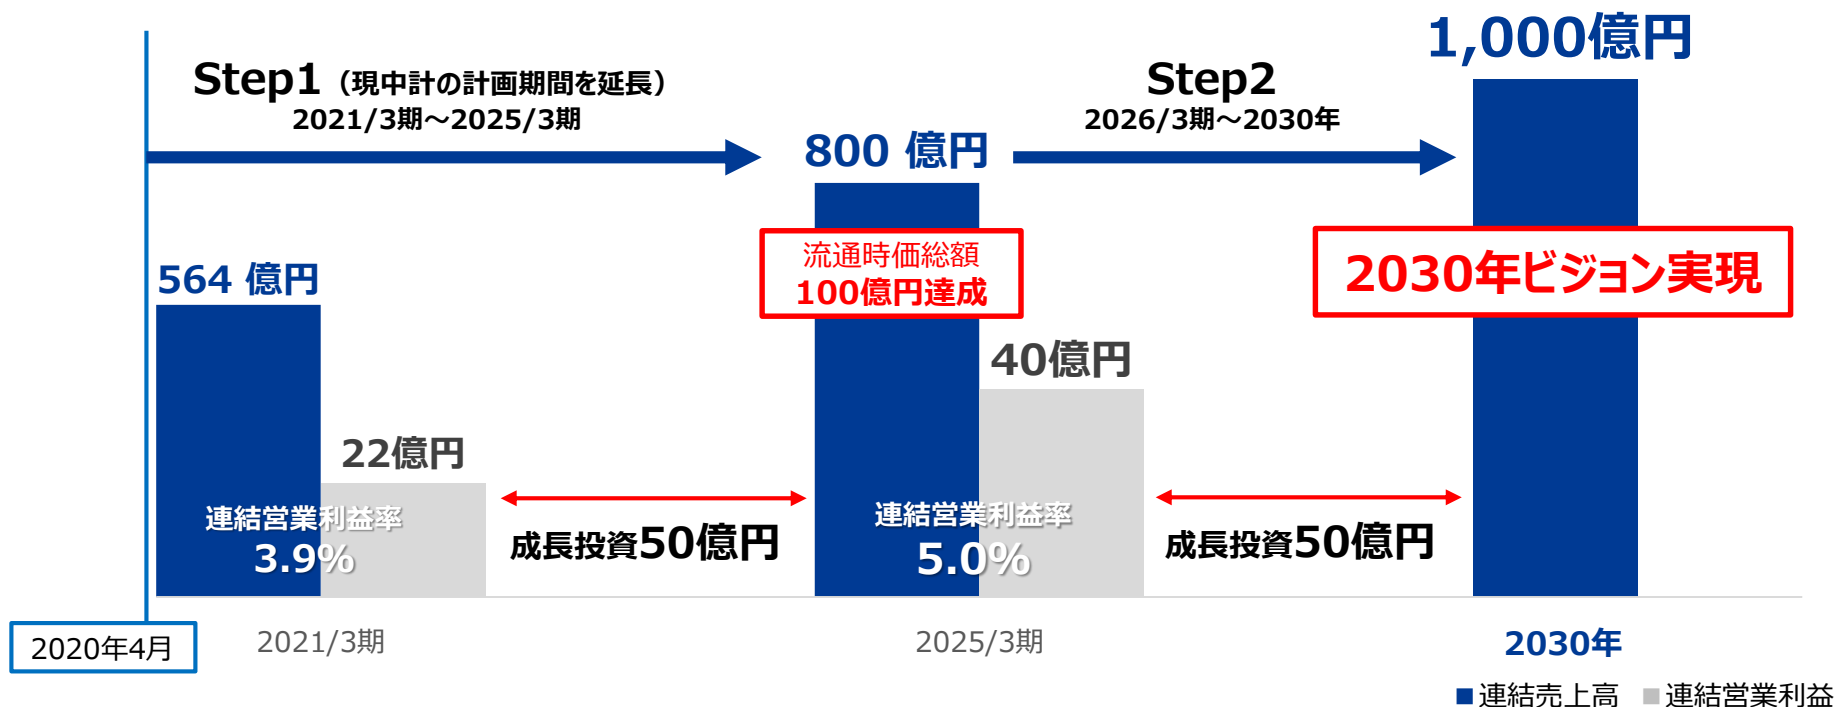 Step1（現中計の計画期間を延長）
2021/3期～2025/3期
Step2
2026/3期～2030年
1,000億円
800 億円
564 億円
流通時価総額
100億円達成
2030年ビジョン実現
40億円
22億円
連結営業利益率
3.9%
成長投資50億円
連結営業利益率
5.0%
成長投資50億円
2020年4月
2021/3期
2025/3期
2030年
連結売上高
連結営業利益